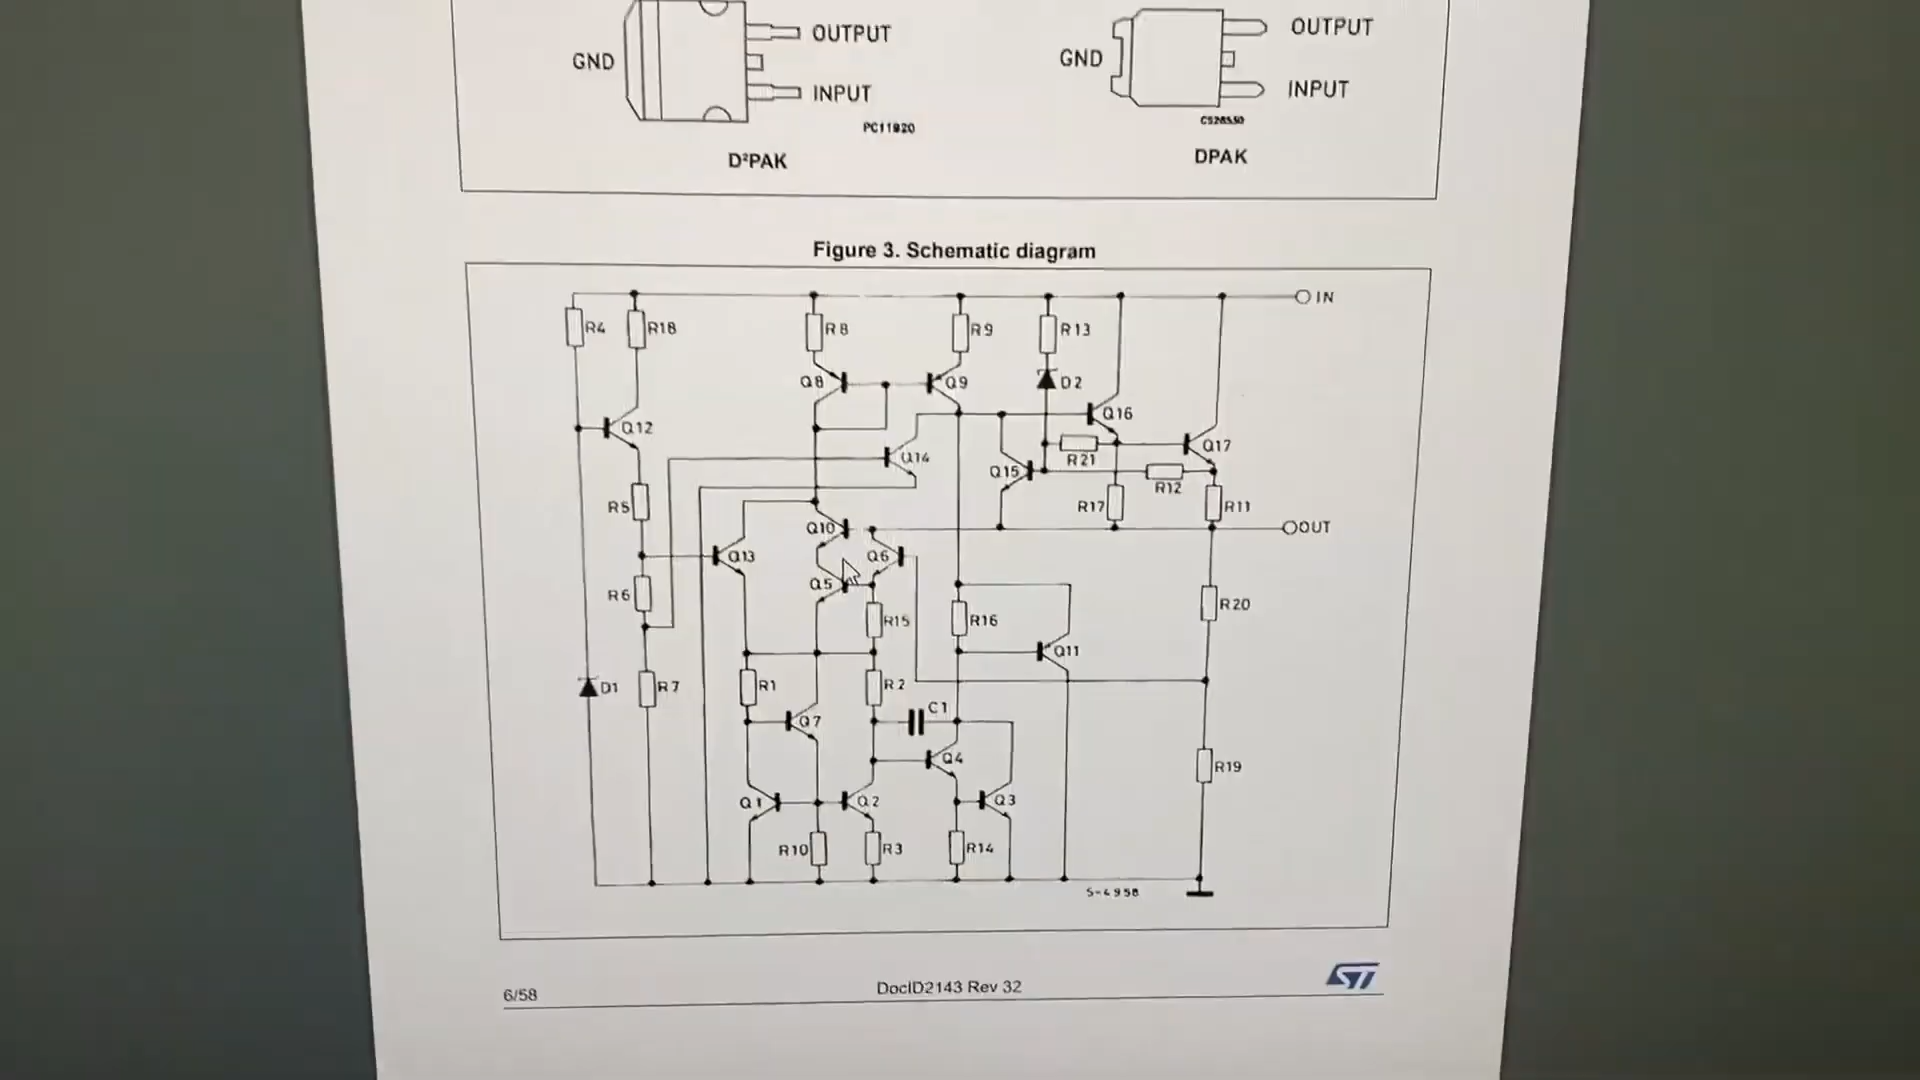 OUTPUT OUTPUT
GND GND
INPUT INPUT
PC11920
D²PAK DPAK
Figure 3. Schematic diagram
IN
R4 R18 R8 R9 R13
Q8 Q9 D2
Q12 Q16
Q14 Q15 R21 Q17
R12
R5 R17 R11
Q10 OUT
Q13 Q6
Q5
R6 R15 R16 R20
Q11
D1 R7 R1 R2
C1
Q7
Q4 R19
Q1 Q2 Q3
R10 R3 R14
6/58 DocID2143 Rev 32 ST